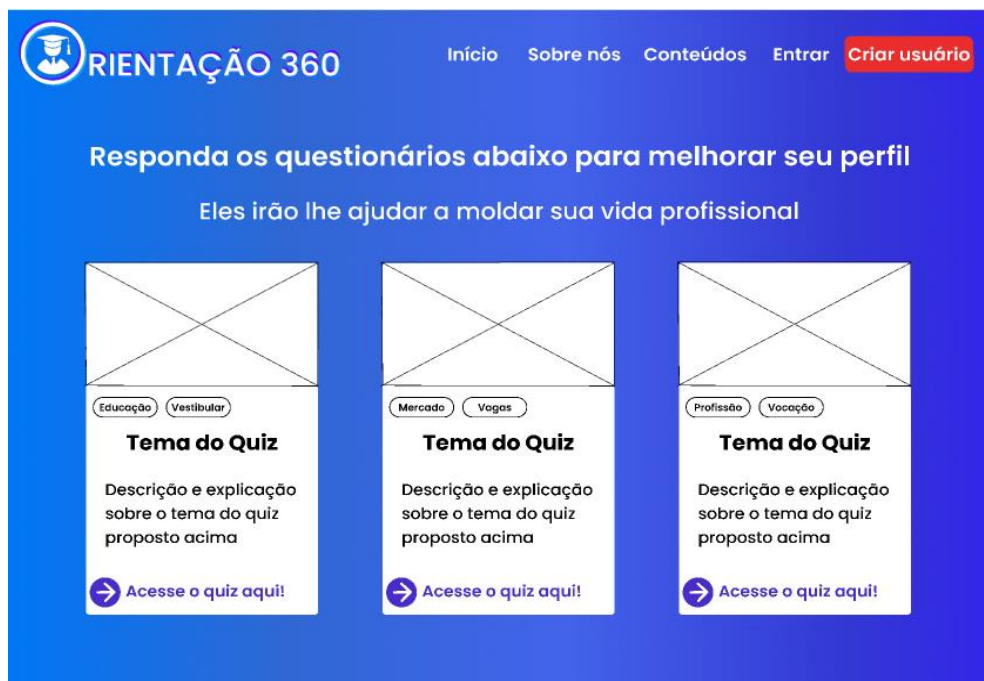 RIENTAÇÃO 360
Início Sobre nós Conteúdos Entrar Criar usuário
Responda os questionários abaixo para melhorar seu perfil
Eles irão lhe ajudar a moldar sua vida profissional
Educação Vestibular
Tema do Quiz
Descrição e explicação
sobre o tema do quiz
proposto acima
Acesse o quiz aqui!
Mercado Vagas
Tema do Quiz
Descrição e explicação
sobre o tema do quiz
proposto acima
Acesse o quiz aqui!
Profissão Vocação
Tema do Quiz
Descrição e explicação
sobre o tema do quiz
proposto acima
Acesse o quiz aqui!